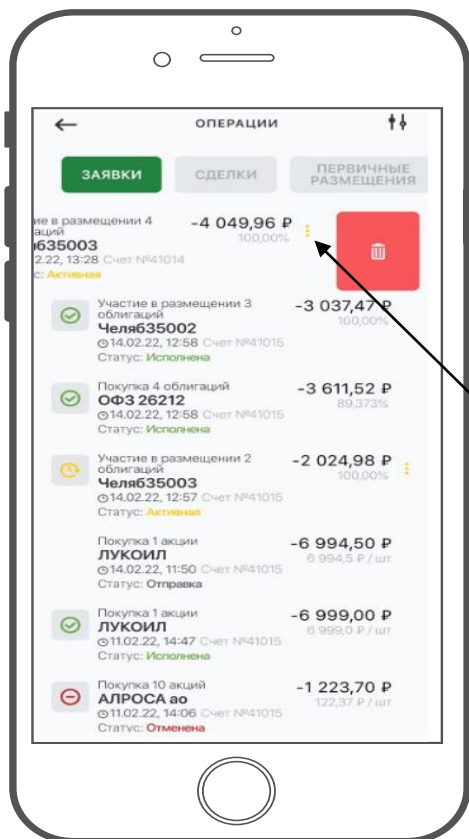 ОПЕРАЦИИ
ЗАЯВКИ
СДЕЛКИ
ПЕРВИЧНЫЕ
РАЗМЕЩЕНИЯ
ие в размещении 4
аций
-4 049,96 ₽
б35003
100,00%
2.22, 13:28 Счет №41014
с: Активная
Участие в размещении 3
облигаций
-3 037,47 ₽
Челяб35002
100,00%
14.02.22, 12:58 Счет №41015
Статус: Исполнена
Покупка 4 облигаций
-3 611,52 ₽
ОФЗ 26212
89,373%
14.02.22, 12:58 Счет №41015
Статус: Исполнена
Участие в размещении 2
облигаций
-2 024,98 ₽
Челяб35003
100,00%
14.02.22, 12:57 Счет №41015
Статус: Активная
Покупка 1 акции
-6 994,50 ₽
ЛУКОИЛ
6 994,5 ₽ / шт
14.02.22, 11:50 Счет №41015
Статус: Отправка
Покупка 1 акции
-6 999,00 ₽
ЛУКОИЛ
6 999,0 ₽ / шт
11.02.22, 14:47 Счет №41015
Статус: Исполнена
Покупка 10 акций
-1 223,70 ₽
АЛРОСА ао
122,37 ₽ / шт
11.02.22, 14:06 Счет №41015
Статус: Отменена